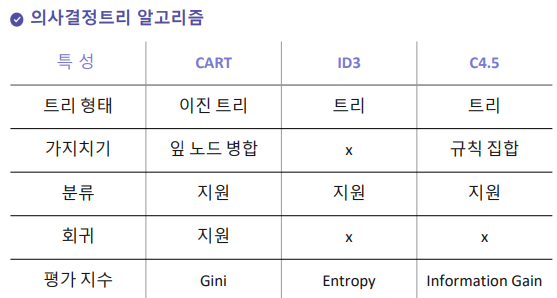 의사결정트리 알고리즘
특 성 CART ID3 C4.5
트리 형태 이진 트리 트리 트리
가지치기 잎 노드 병합 x 규칙 집합
분류 지원 지원 지원
회귀 지원 x x
평가 지수 Gini Entropy Information Gain